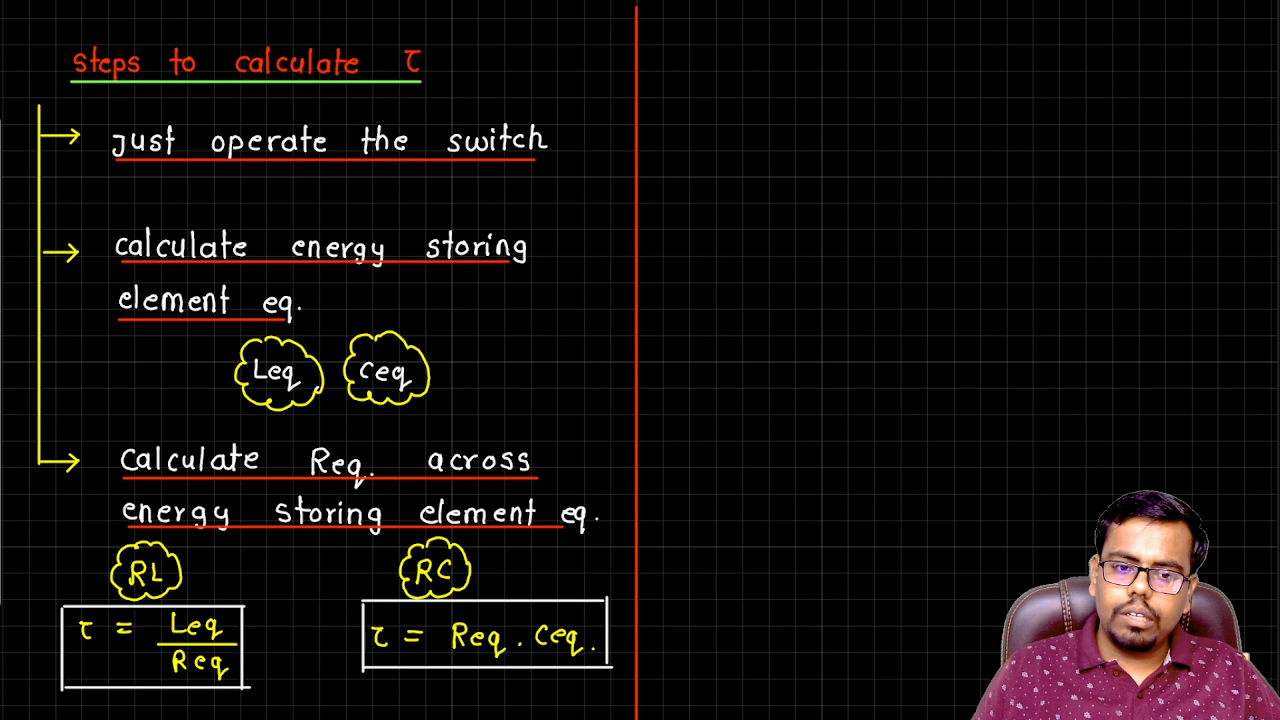 steps to calculate τ
just operate the switch
calculate energy storing
element eq.
Leq Ceq
Calculate Req. across
energy storing element eq.
RL RC
τ = Leq / Req
τ = Req . Ceq.